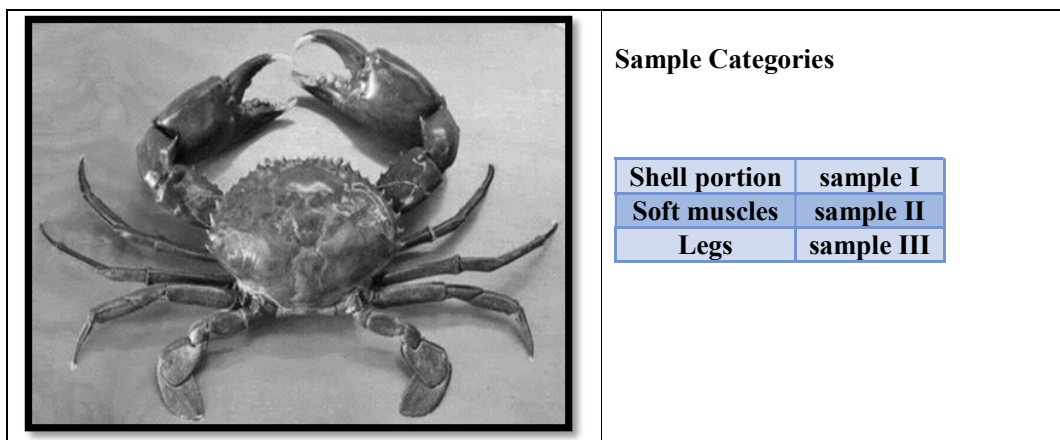 Sample Categories
Shell portion sample I
Soft muscles sample II
Legs sample III